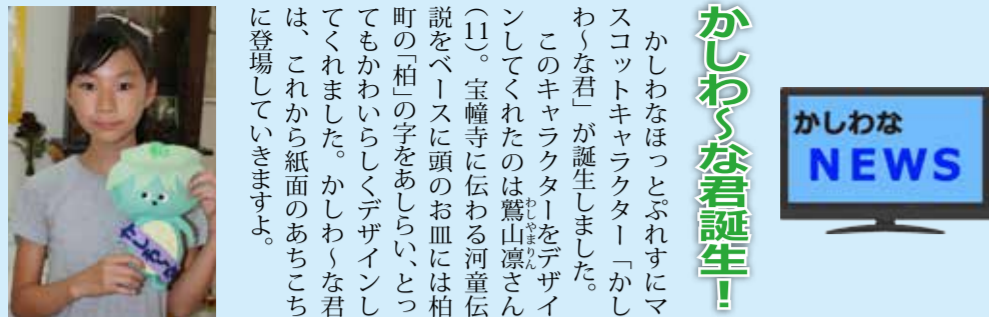 かしわな
NEWS
かしわ～な君誕生！
かしわなほっとぷれすにマ
スコットキャラクター「かし
わ～な君」が誕生しました。
このキャラクターをデザイ
ンしてくれたのは鷲山凛さん
わしやまりん
（11）。宝幢寺に伝わる河童伝
説をベースに頭のお皿には柏
町の「柏」の字をあしらい、とっ
てもかわいらしくデザインし
てくれました。かしわ～な君
は、これから紙面のあちこち
に登場していきますよ。